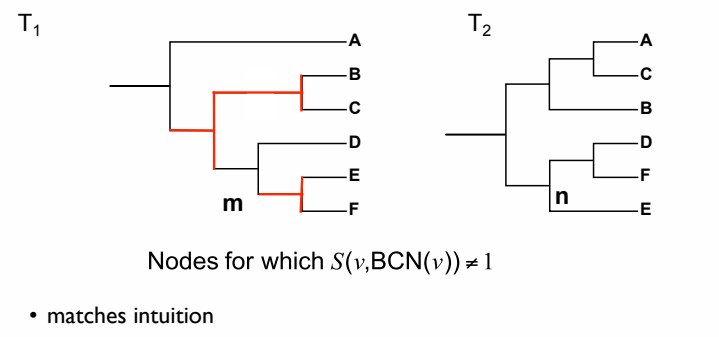 T1 T2
A A
B C
C B
D D
E F
F E
m n
Nodes for which S(v,BCN(v)) ≠ 1
• matches intuition